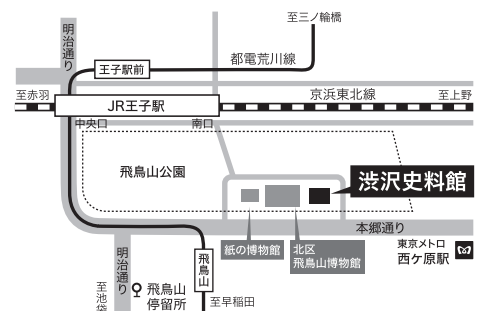 至三ノ輪橋
明治通り
都電荒川線
王子駅前
至赤羽
JR王子駅
京浜東北線
至上野
中央口
南口
飛鳥山公園
渋沢史料館
本郷通り
紙の博物館
北区
飛鳥山博物館
東京メトロ
西ヶ原駅
明治通り
飛鳥山
至池袋
飛鳥山
停留所
至早稲田